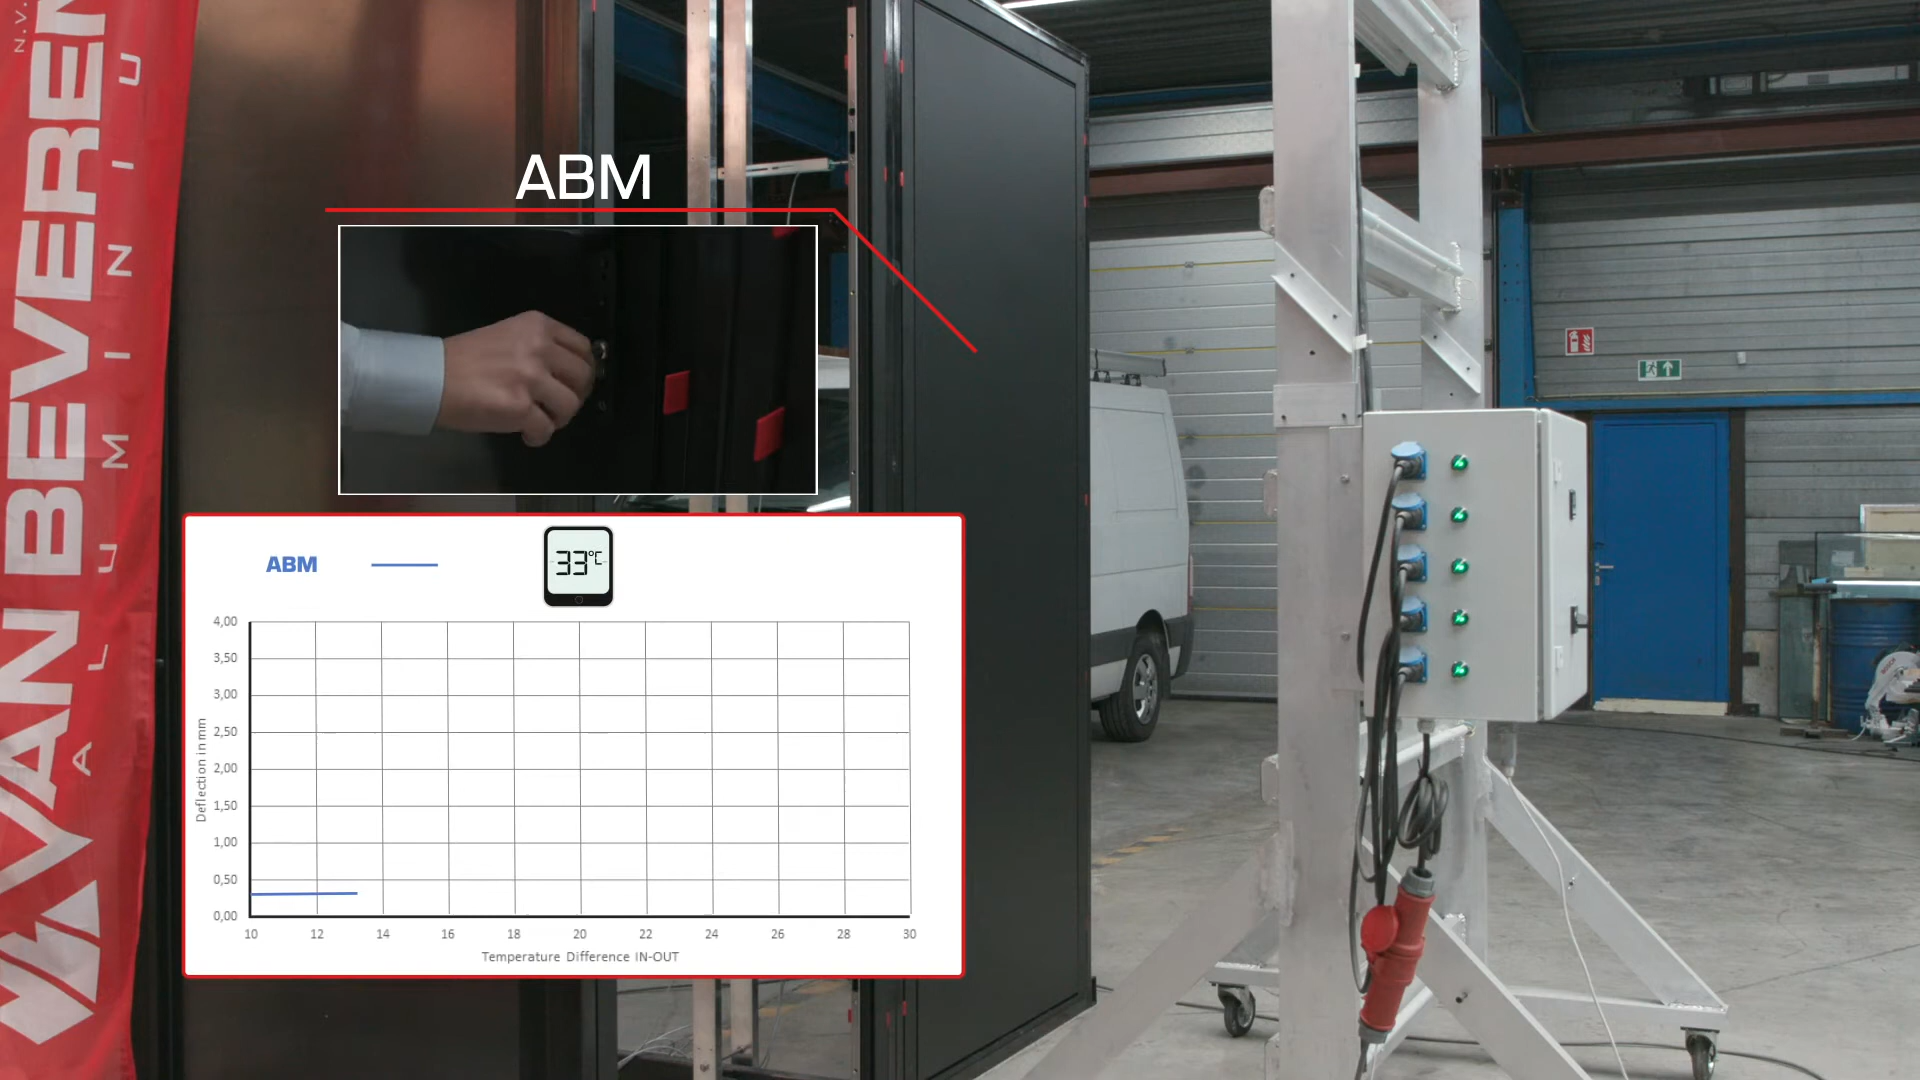 N.V.
VAN BEVEREN
ALUMINIU
ABM
ABM
33°C
4,00
3,50
3,00
2,50
2,00
1,50
1,00
0,50
0,00
10 12 14 16 18 20 22 24 26 28 30
Deflection in mm
Temperature Difference IN-OUT